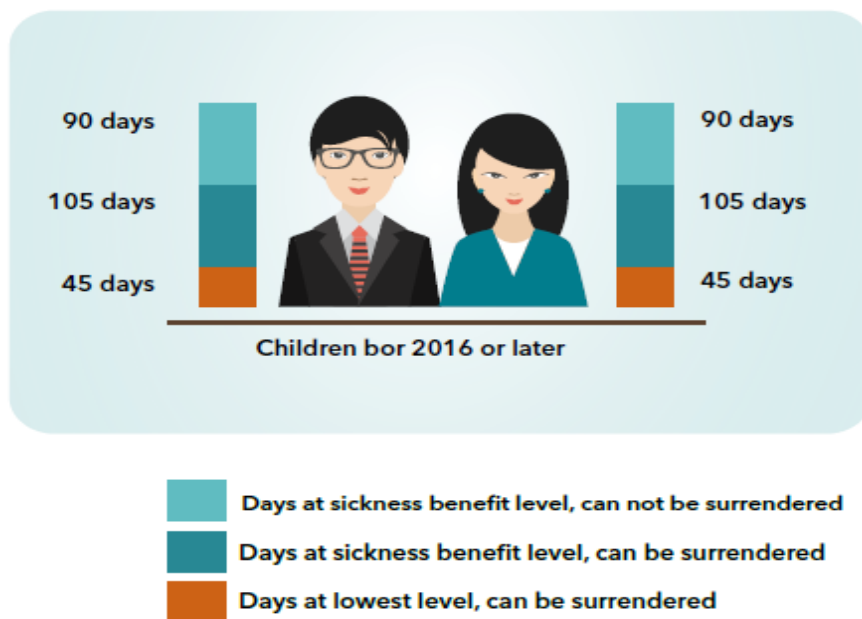 90 days
90 days
105 days
105 days
45 days
45 days
Children bor 2016 or later
Days at sickness benefit level, can not be surrendered
Days at sickness benefit level, can be surrendered
Days at lowest level, can be surrendered